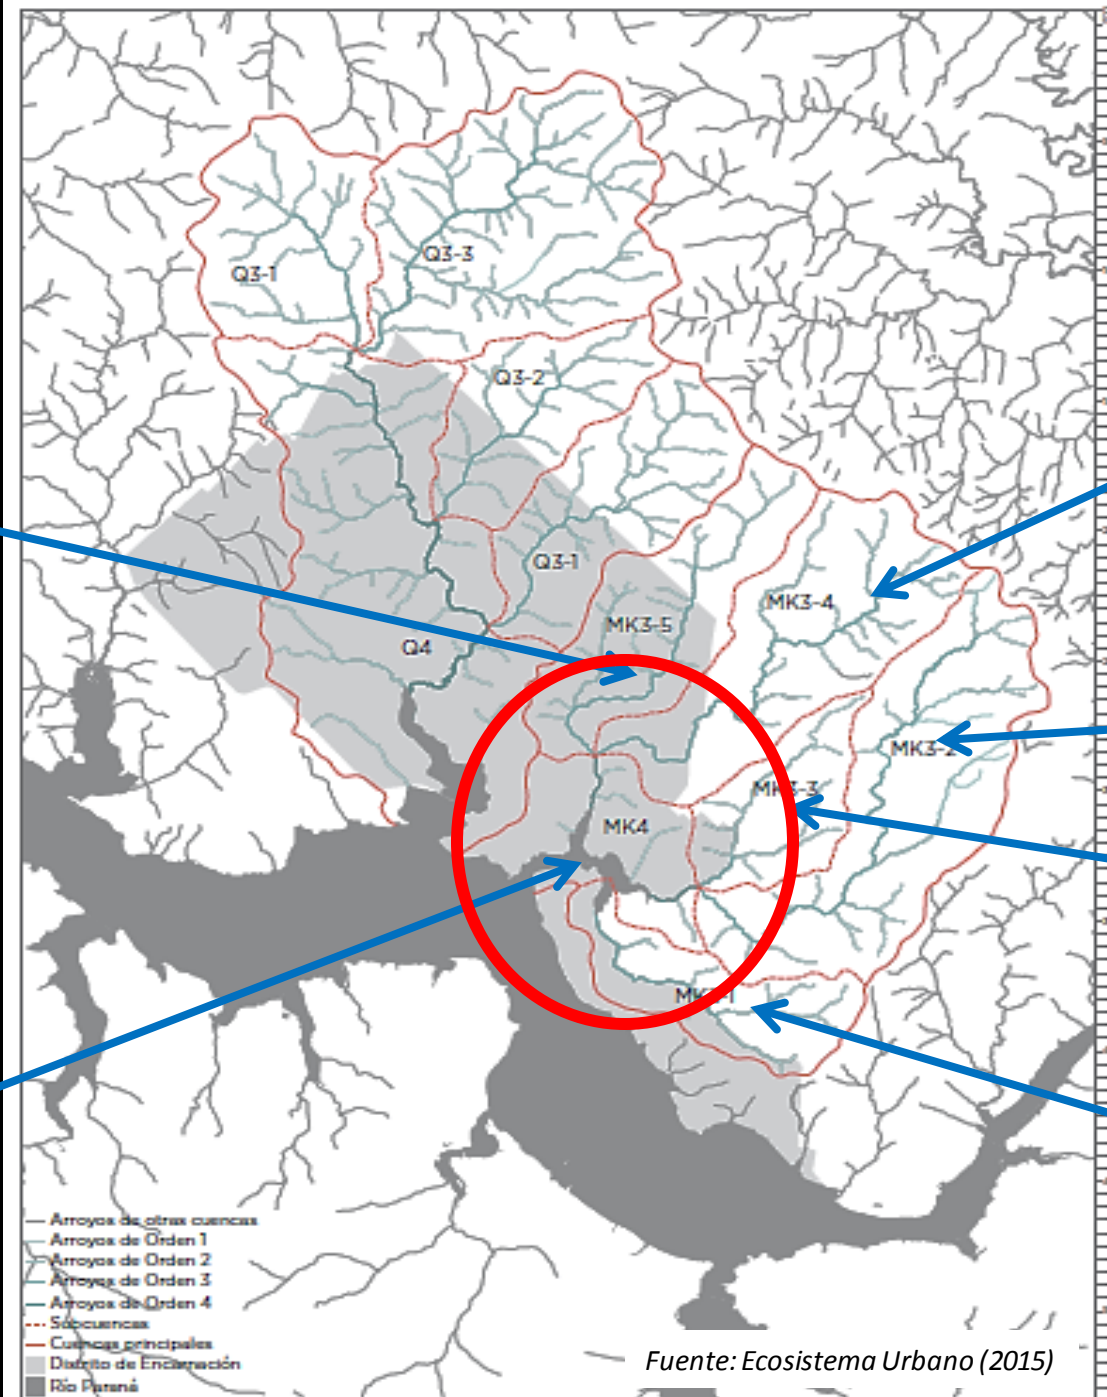 Q3-3
Q3-1
Q3-2
Q3-1
MK3-4
MK3-5
Q4
MK3-2
MK3-3
MK4
Arroyos de otras cuencas
Arroyos de Orden 1
Arroyos de Orden 2
Arroyos de Orden 3
Arroyos de Orden 4
Subcuencas
Cuencas principales
Distrito de Encarnación
Río Paraná
Fuente: Ecosistema Urbano (2015)